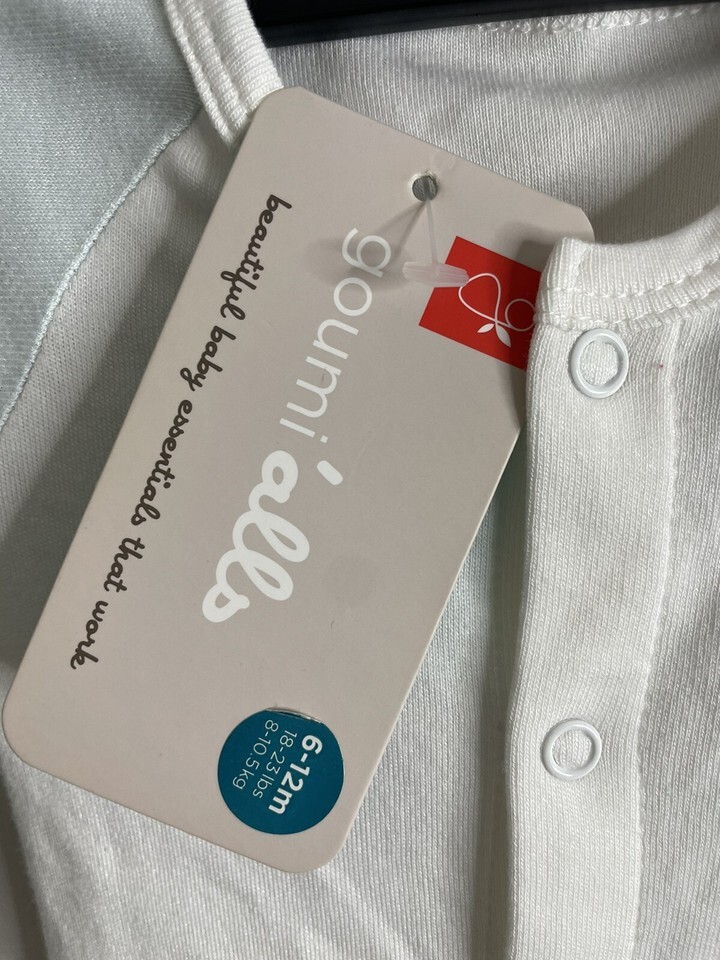 goumi'alls
beautiful baby essentials that work
g
6-12m
18-23lbs
8-10.5kg